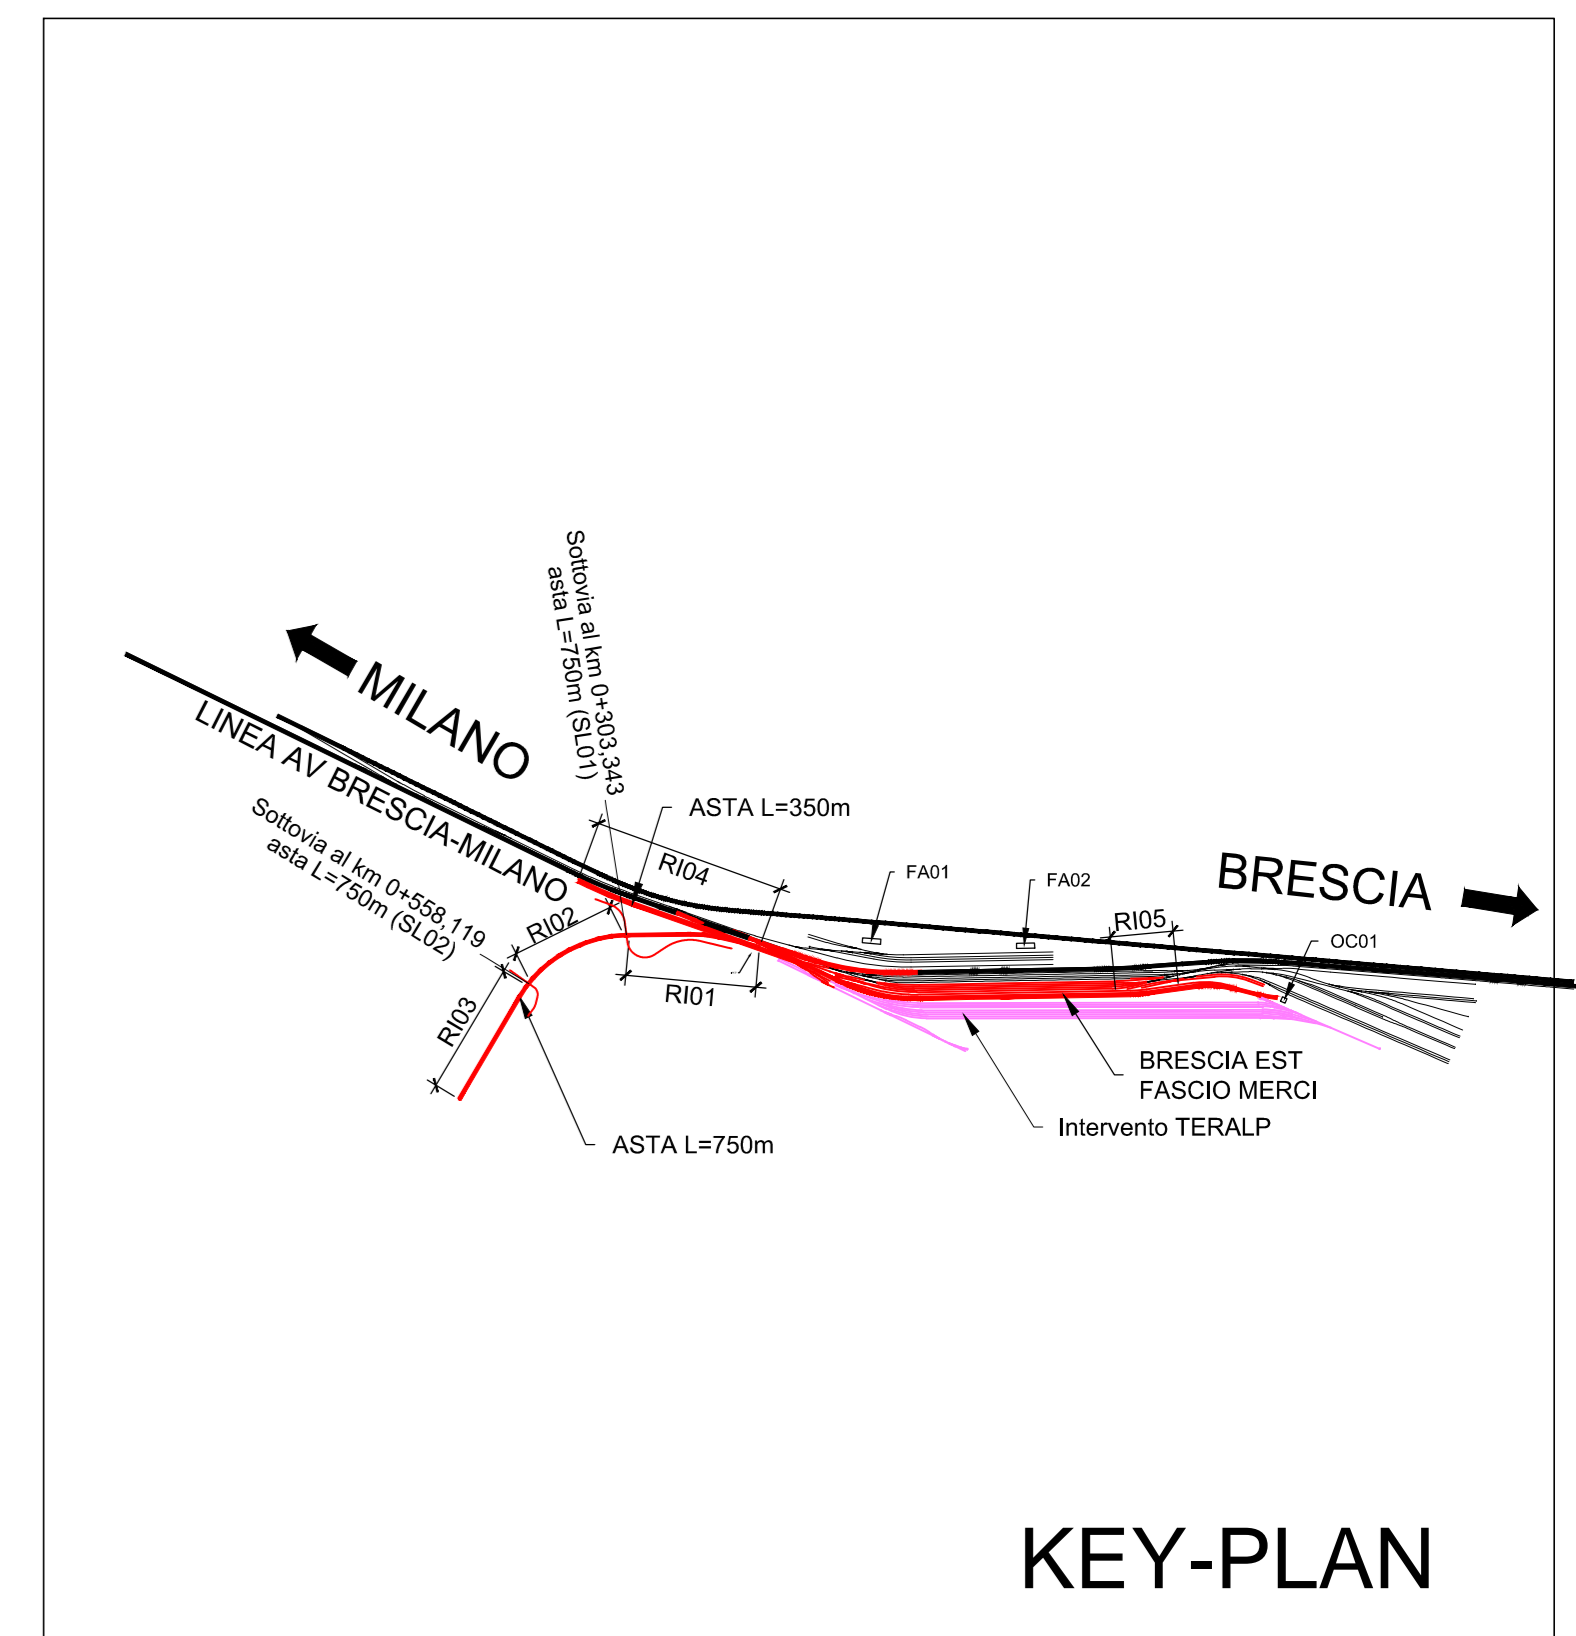 Sottovia al km 0+303,343
asta L=750m (SL01)
MILANO
LINEA AV BRESCIA-MILANO
ASTA L=350m
Sottovia al km 0+558,119
asta L=750m (SL02)
RI04
FA01
FA02
BRESCIA
RI02
RI05
OC01
RI01
RI03
BRESCIA EST
FASCIO MERCI
Intervento TERALP
ASTA L=750m
KEY-PLAN